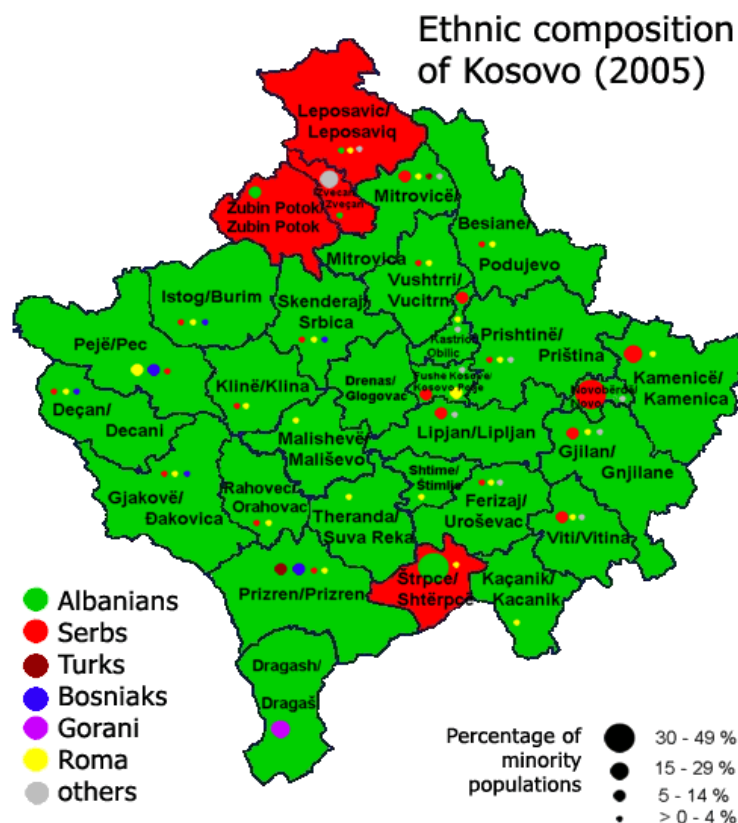 Ethnic composition
of Kosovo (2005)
Leposavic/
Leposaviq
Zvecan/
Zveçan
Zubin Potok/
Zubin Potok
Mitrovicë/
Mitrovica
Besiane/
Podujevo
Istog/Burim
Skenderaj/
Srbica
Vushtrri/
Vucitrn
Pejë/Pec
Kastriot/
Obilic
Prishtinë/
Priština
Kamenicë/
Kamenica
Klinë/Klina
Drenas/
Glogovac
Fushë Kosovë/
Kosovo Polje
Novobërdë/
Novo
Deçan/
Decani
Malishevë/
Mališevo
Lipjan/Lipljan
Gjilan/
Gnjilane
Gjakovë/
Đakovica
Rahovec/
Orahovac
Theranda/
Suva Reka
Shtime/
Štimlje
Ferizaj/
Uroševac
Viti/Vitina
Prizren/Prizren
Štrpce/
Shtërpcë
Kaçanik/
Kacanik
Dragash/
Dragaš
Albanians
Serbs
Turks
Bosniaks
Gorani
Roma
others
Percentage of
minority
populations
30 - 49 %
15 - 29 %
5 - 14 %
> 0 - 4 %